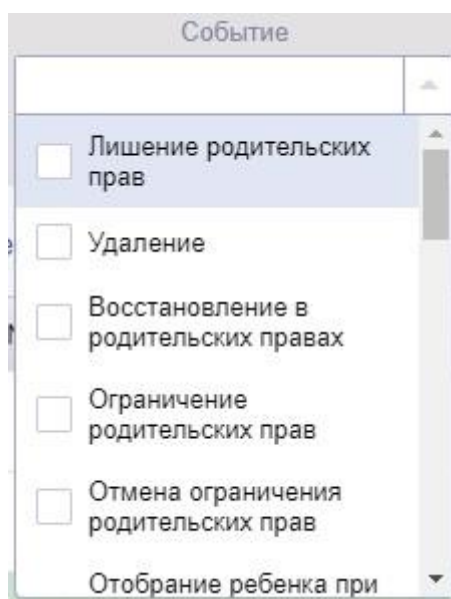 Событие
Лишение родительских
прав
Удаление
Восстановление в
родительских правах
Ограничение
родительских прав
Отмена ограничения
родительских прав
Отобрание ребенка при